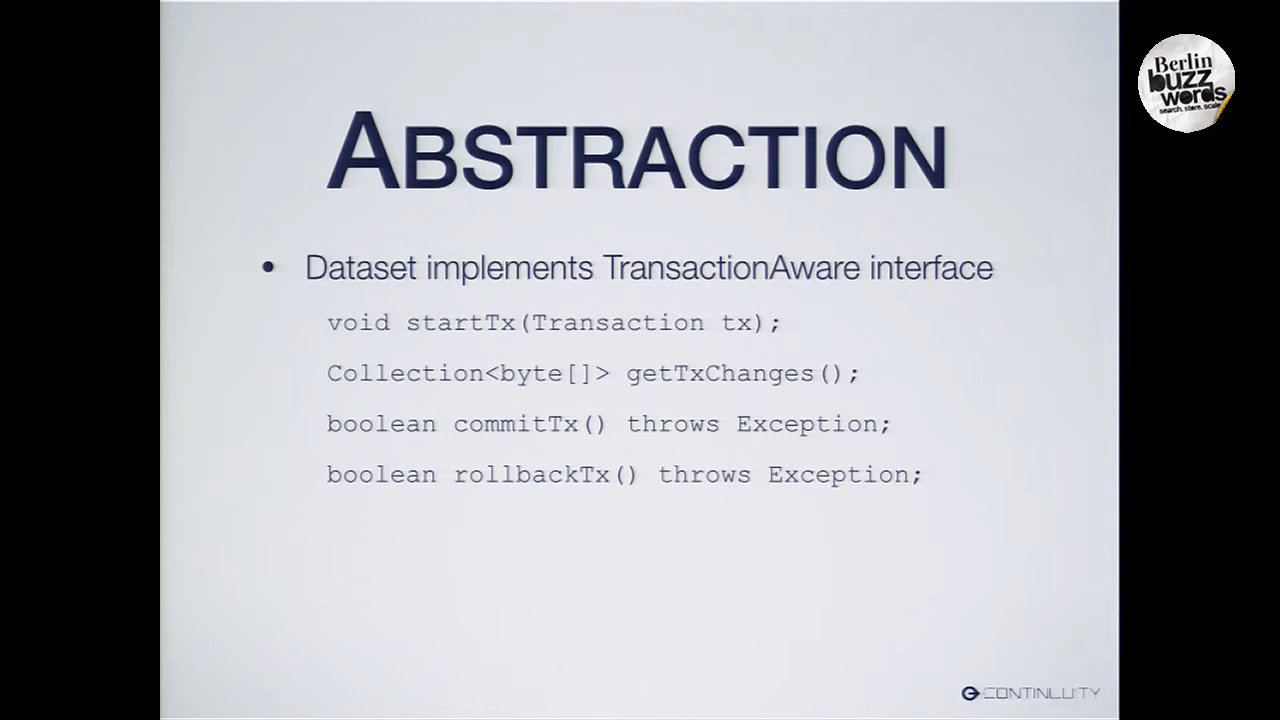 Berlin
buzz
words
search. store. scale
ABSTRACTION
• Dataset implements TransactionAware interface
void startTx(Transaction tx);
Collection<byte[]> getTxChanges();
boolean commitTx() throws Exception;
boolean rollbackTx() throws Exception;
CONTINUUITY